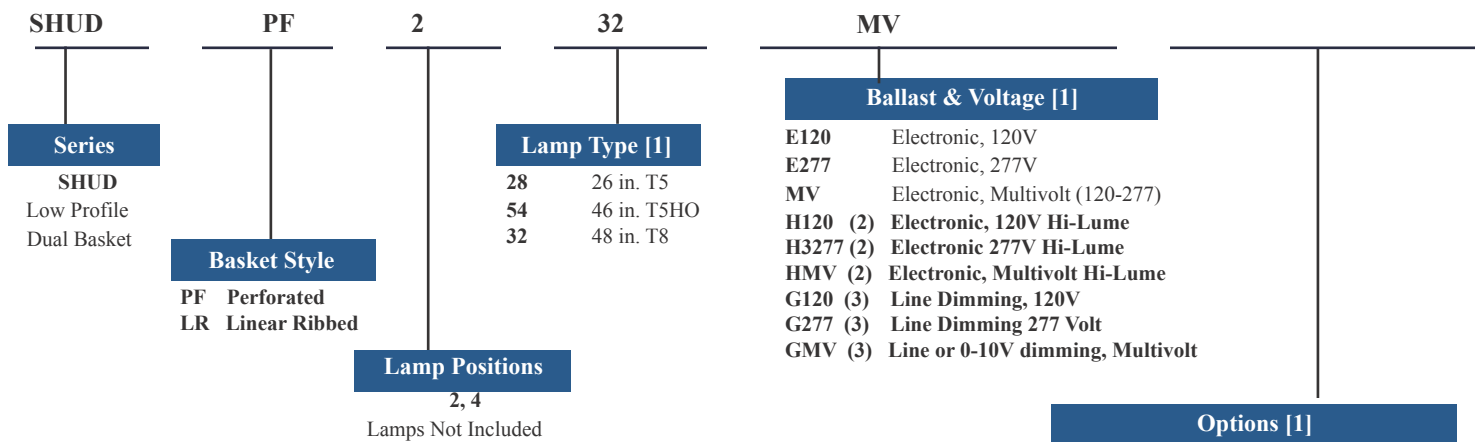 SHUD PF 2 32 MV
Ballast & Voltage [1]
E120 Electronic, 120V
E277 Electronic, 277V
MV Electronic, Multivolt (120-277)
H120 (2) Electronic, 120V Hi-Lume
H3277 (2) Electronic 277V Hi-Lume
HMV (2) Electronic, Multivolt Hi-Lume
G120 (3) Line Dimming, 120V
G277 (3) Line Dimming 277 Volt
GMV (3) Line or 0-10V dimming, Multivolt
Series
SHUD
Low Profile
Dual Basket
Lamp Type [1]
28 26 in. T5
54 46 in. T5HO
32 48 in. T8
Basket Style
PF Perforated
LR Linear Ribbed
Lamp Positions
2, 4
Lamps Not Included
Options [1]